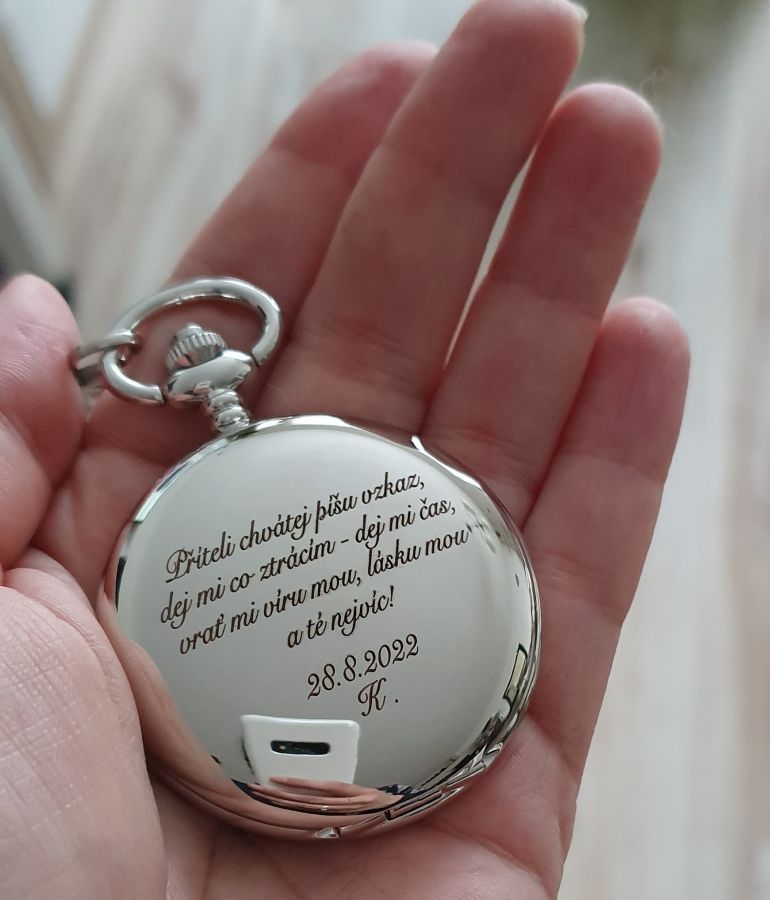 Příteli chvátej píšu vzkaz,
dej mi co ztrácím - dej mi čas,
vrať mi víru mou, lásku mou
a té nejvíc!
28.8.2022
K .